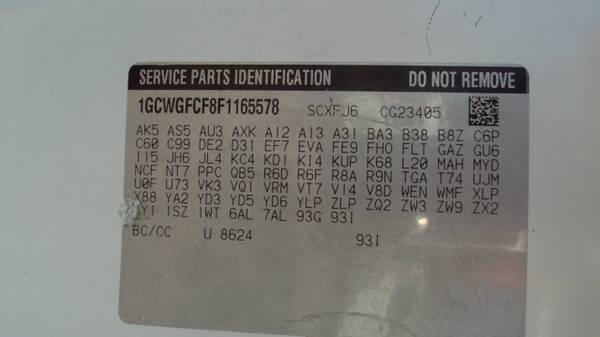 SERVICE PARTS IDENTIFICATION DO NOT REMOVE
1GCWGFCF8F1165578 SCXFJ6 CG23405
AK5 AS5 AU3 AXK A12 A13 A31 BA3 B38 B8Z C6P
C60 C99 DE2 D31 EF7 EVA FE9 FHO FLT GAZ GU6
I15 JH6 JL4 KC4 KD1 KI4 KUP K68 L20 MAH MYD
NCF NT7 PPC QB5 R6D R6F R8A R9N TGA T74 UJM
U0F U73 VK3 VQ1 VRM VT7 V14 V8D WEN WMF XLP
X88 YA2 YD3 YD5 YD6 YLP ZLP ZQ2 ZW3 ZW9 ZX2
1SZ 1WT 6AL 7AL 93G 93I
BC/CC U 8624 93I